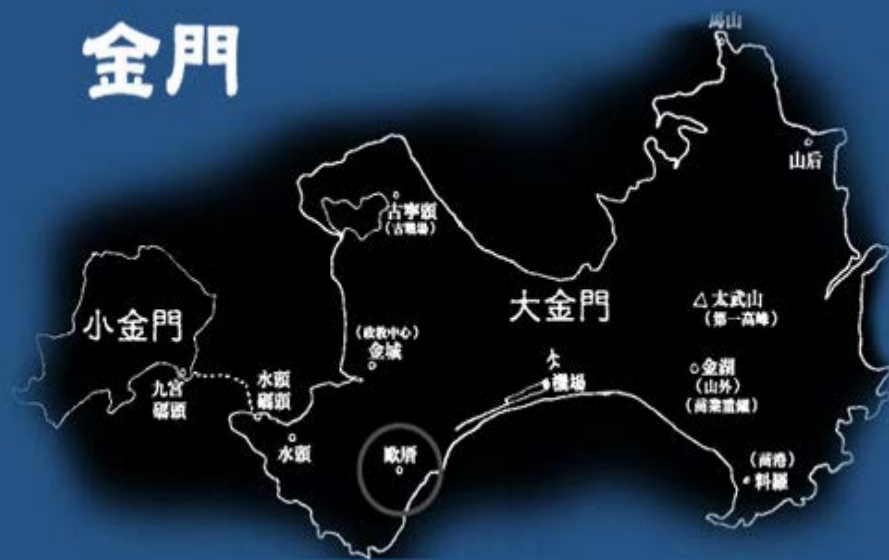 金門
馬山
山后
古寧頭
(古戰場)
大金門
太武山
(第一高峰)
小金門
(政教中心)
金城
機場
金湖
(山外)
(商業重鎮)
九宮
碼頭
水頭
碼頭
水頭
歐厝
(商港)
料羅